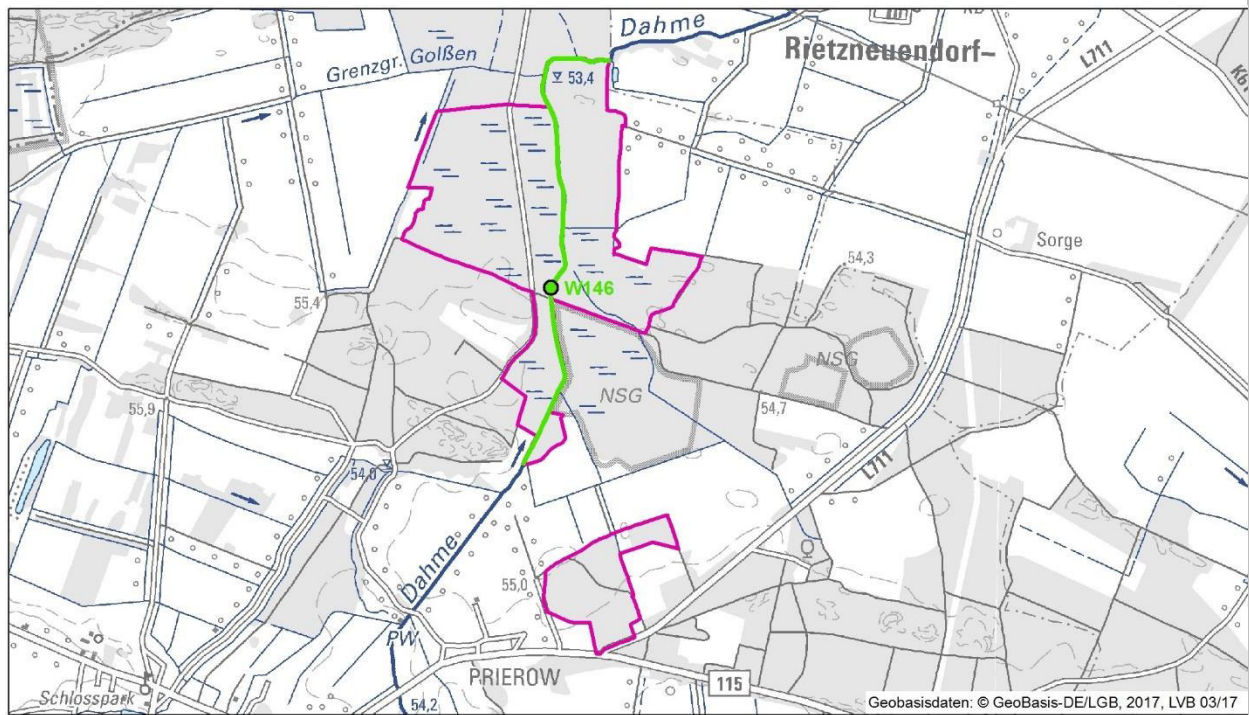 Dahme
Rietzneuendorf-
Grenzgr. Golßen
53,4
L711
Sorge
54,3
W146
55,4
NSG
NSG
55,9
54,7
54,0
L711
Dahme
55,0
PW
PRIEROW
115
Schlosspark
54,2
Geobasisdaten: © GeoBasis-DE/LGB, 2017, LVB 03/17